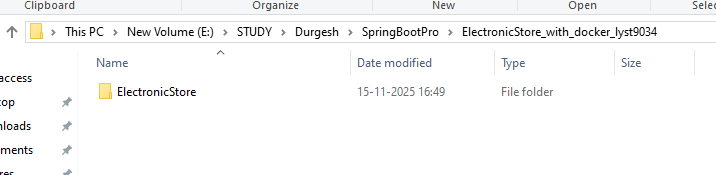 Clipboard Organize New Open Selec
This PC > New Volume (E:) > STUDY > Durgesh > SpringBootPro > ElectronicStore_with_docker_lyst9034
Name Date modified Type Size
access
ElectronicStore 15-11-2025 16:49 File folder
top
nloads
ments
res